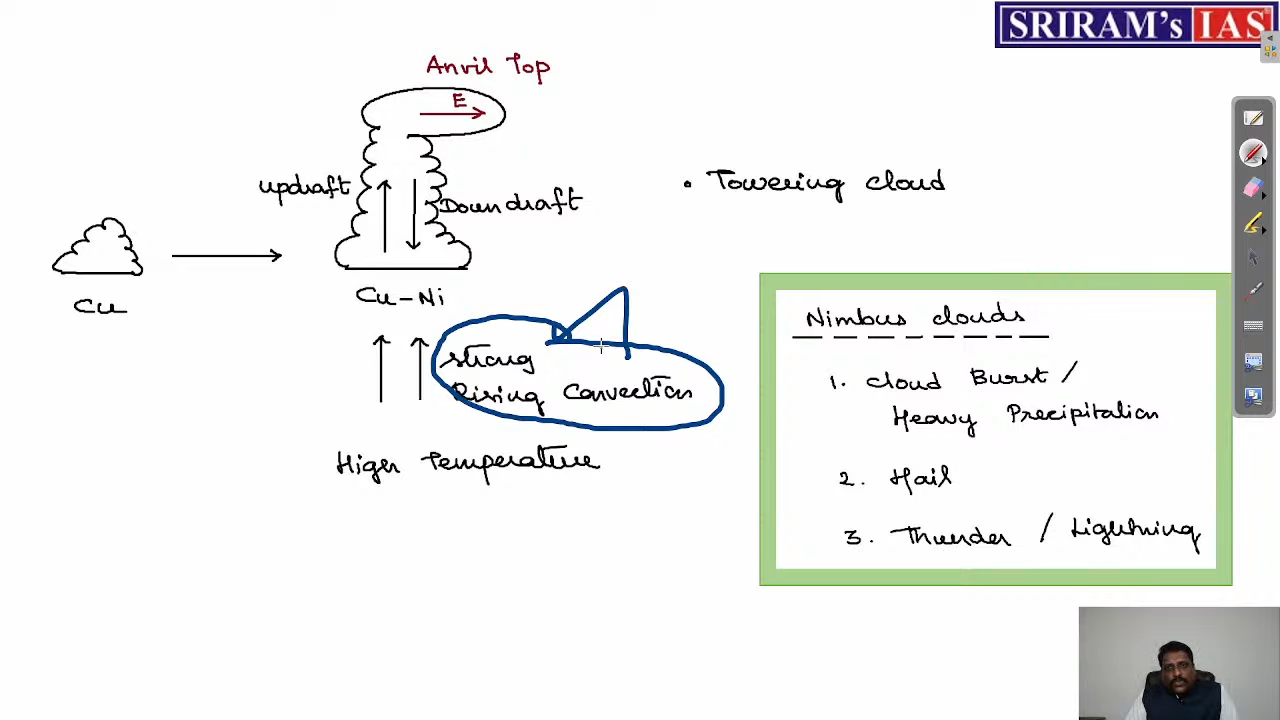 SRIRAM's IAS
Anvil Top
E
updraft
Downdraft
• Towering cloud
Cu
Cu-Ni
strong
Rising Convection
Higer Temperature
Nimbus clouds
1. Cloud Burst /
Heavy Precipitation
2. Hail
3. Thunder / Lightning